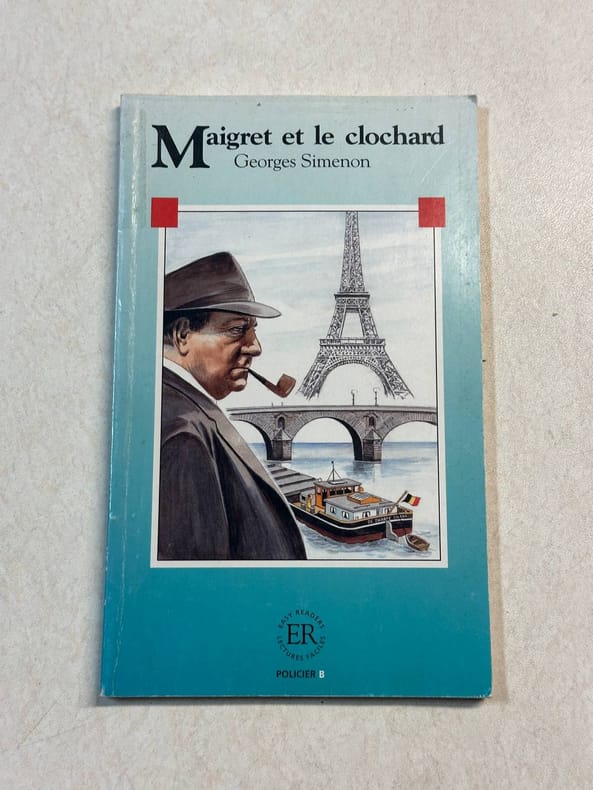 Maigret et le clochard
Georges Simenon
EASY READERS
ER
LECTURES FACILES
POLICIER B